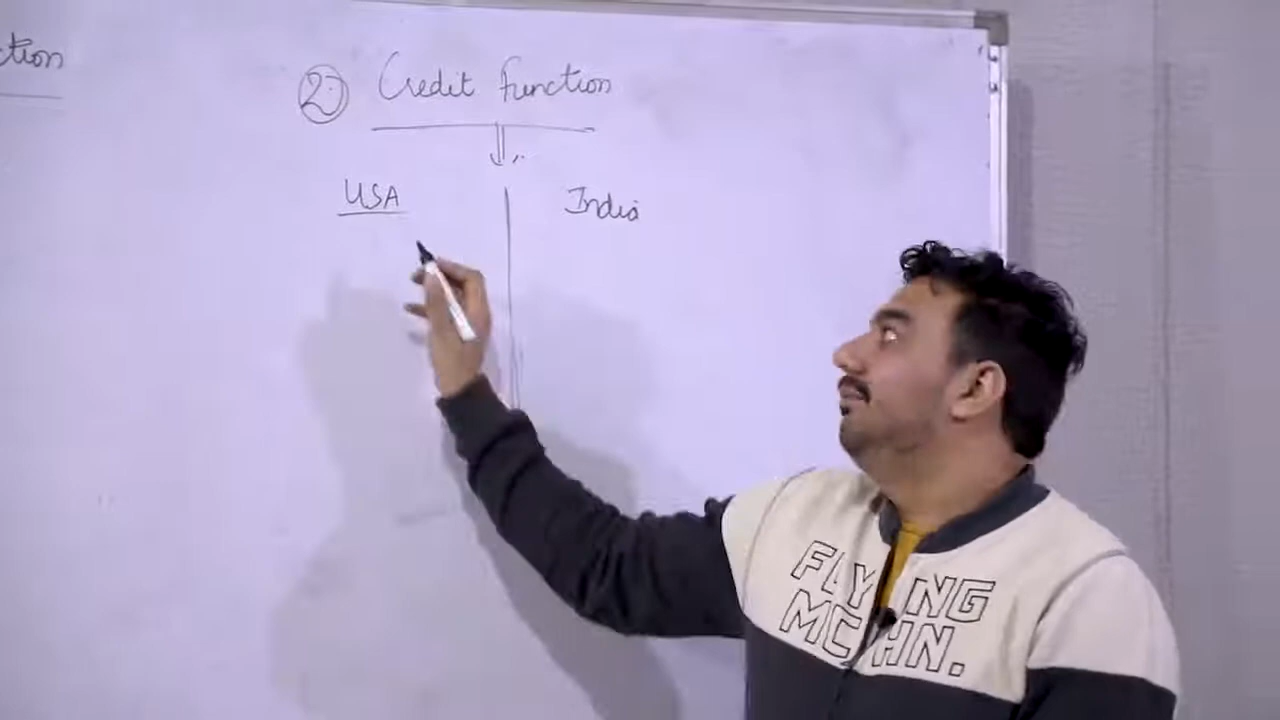 ction
2. Credit Function
USA
India
FLYING
MCHN.